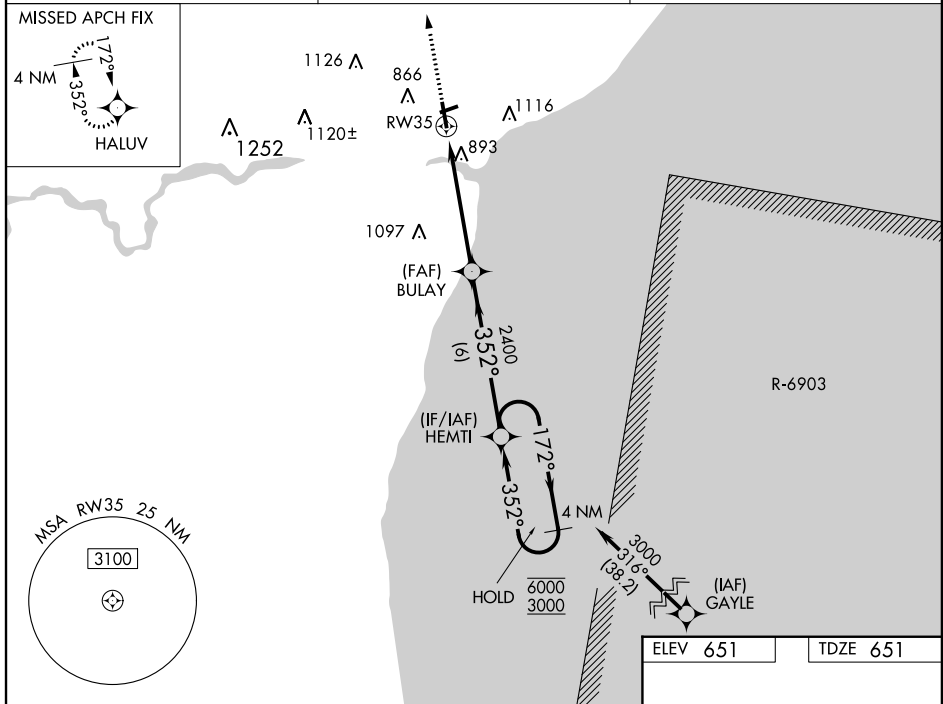 MISSED APCH FIX
4 NM
172°
352°
HALUV
1126
866
1116
RW35
1120±
1252
893
1097
(FAF)
BULAY
2400
352°
(6)
R-6903
(IF/IAF)
HEMTI
172°
352°
4 NM
3000
316°
(38.2)
HOLD
6000
3000
(IAF)
GAYLE
MSA RW35 25 NM
3100
ELEV 651
TDZE 651